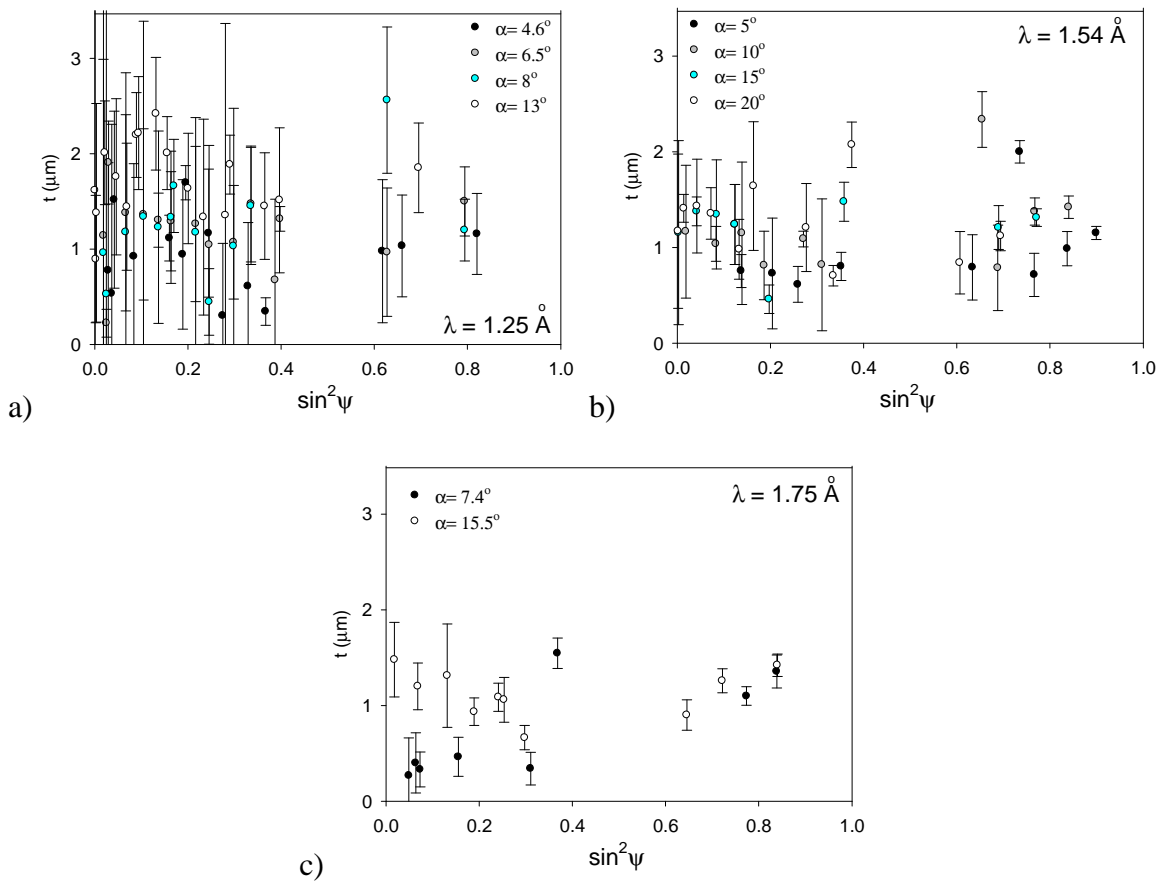 α= 4.6°
α= 6.5°
α= 8°
α= 13°
λ = 1.25 Å
t (μm)
3
2
1
0
0.0 0.2 0.4 0.6 0.8 1.0
sin²ψ
a)
α= 5°
α= 10°
α= 15°
α= 20°
λ = 1.54 Å
t (μm)
3
2
1
0
0.0 0.2 0.4 0.6 0.8 1.0
sin²ψ
b)
α= 7.4°
α= 15.5°
λ = 1.75 Å
t (μm)
3
2
1
0
0.0 0.2 0.4 0.6 0.8 1.0
sin²ψ
c)